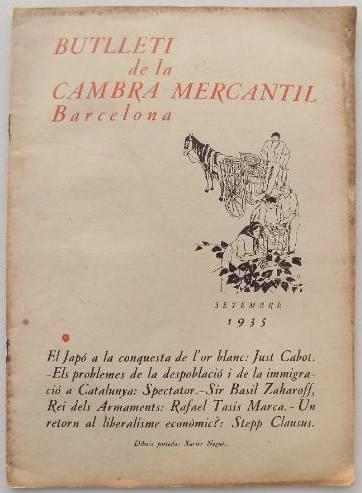 BUTLLETI
de la
CAMBRA MERCANTIL
Barcelona
SETEMBRE
1935
El Japó a la conquesta de l'or blanc: Just Cabot.
-Els problemes de la despoblació i de la immigra-
ció a Catalunya: Spectator.-Sir Basil Zaharoff,
Rei dels Armaments: Rafael Tasis Marca.-Un
retorn al liberalisme econòmic?: Stepp Clausus.
Dibuix portada: Xavier Nogués.